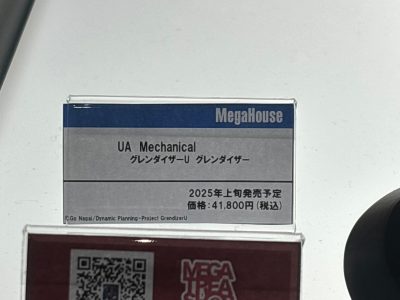 MegaHouse
UA Mechanical
グレンダイザーU グレンダイザー
2025年上旬発売予定
価格:41,800円(税込)
©Go Nagai/Dynamic Planning-Project GrendizerU
MEGA
TREA